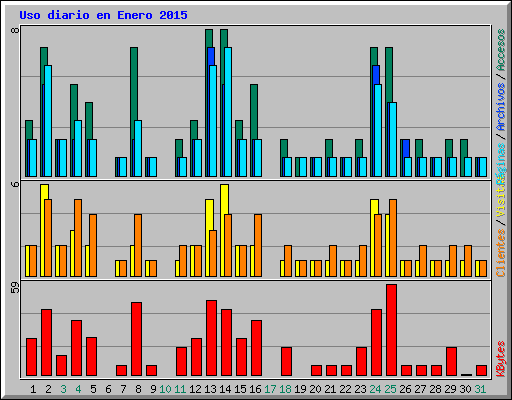 Uso diario en Enero 2015
8
6
59
Accesos
/
Archivos
/
Páginas
Visitas
/
Clientes
KBytes
1 2 3 4 5 6 7 8 9 10 11 12 13 14 15 16 17 18 19 20 21 22 23 24 25 26 27 28 29 30 31